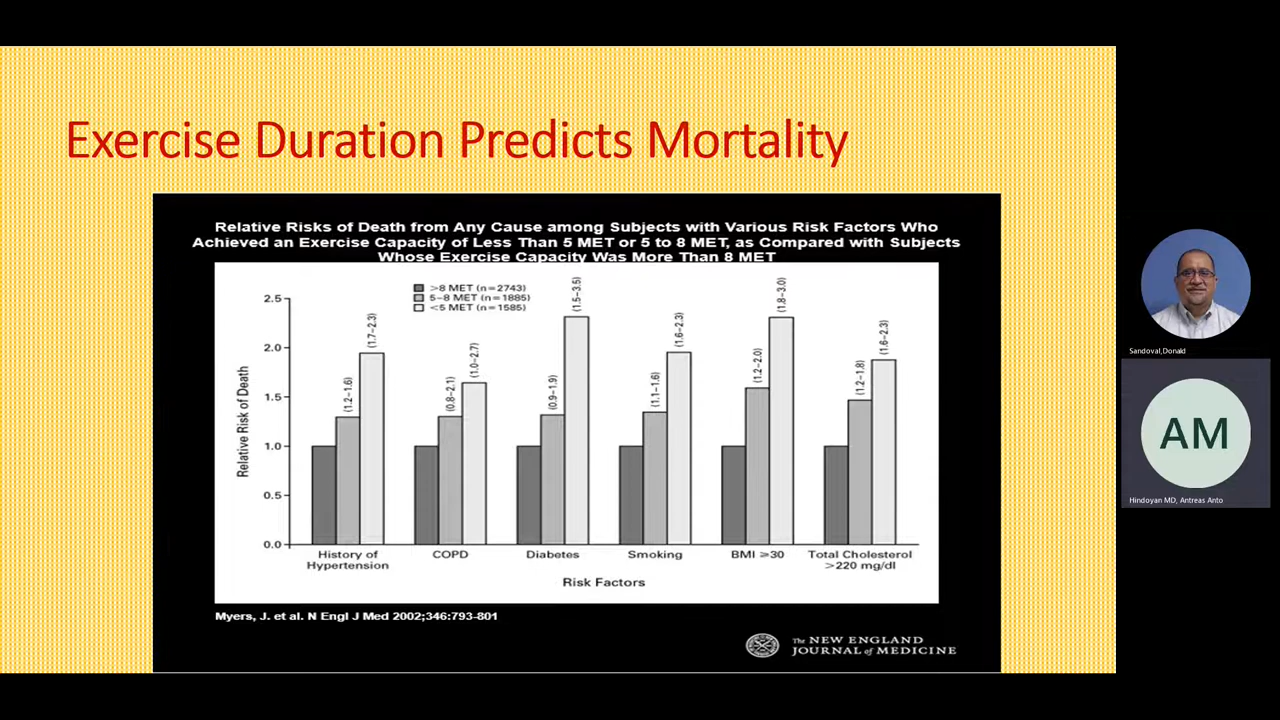 Exercise Duration Predicts Mortality
Relative Risks of Death from Any Cause among Subjects with Various Risk Factors Who
Achieved an Exercise Capacity of Less Than 5 MET or 5 to 8 MET, as Compared with Subjects
Whose Exercise Capacity Was More Than 8 MET
>8 MET (n=2743)
5–8 MET (n=1885)
<5 MET (n=1585)
2.5
2.0
1.5
1.0
0.5
0.0
Relative Risk of Death
(1.2–1.6)
(1.7–2.3)
(0.8–2.1)
(1.0–2.7)
(0.9–1.9)
(1.5–3.5)
(1.1–1.6)
(1.6–2.3)
(1.2–2.0)
(1.8–3.0)
(1.2–1.8)
(1.6–2.3)
History of
Hypertension
COPD
Diabetes
Smoking
BMI ≥30
Total Cholesterol
>220 mg/dl
Risk Factors
Myers, J. et al. N Engl J Med 2002;346:793-801
The NEW ENGLAND
JOURNAL of MEDICINE
Sandoval,Donald
AM
Hindoyan MD, Antreas Anto